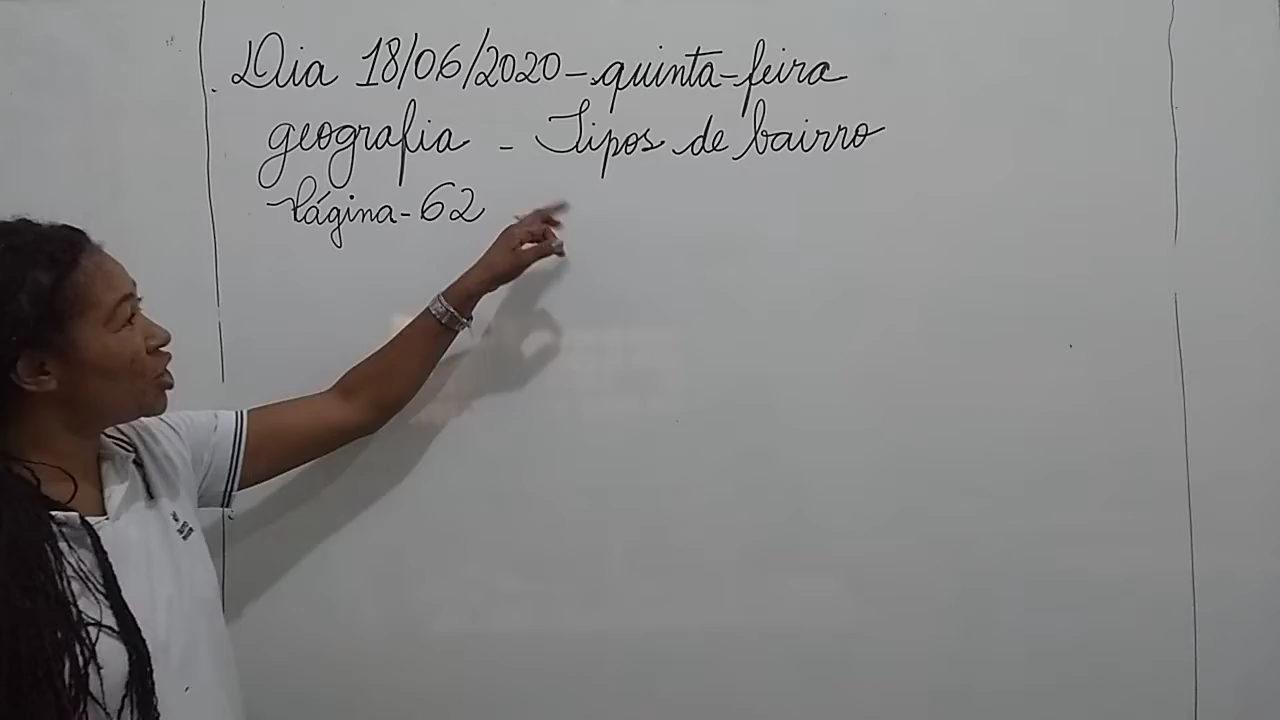 Dia 18/06/2020 - quinta-feira
geografia - Tipos de bairro
Página - 62